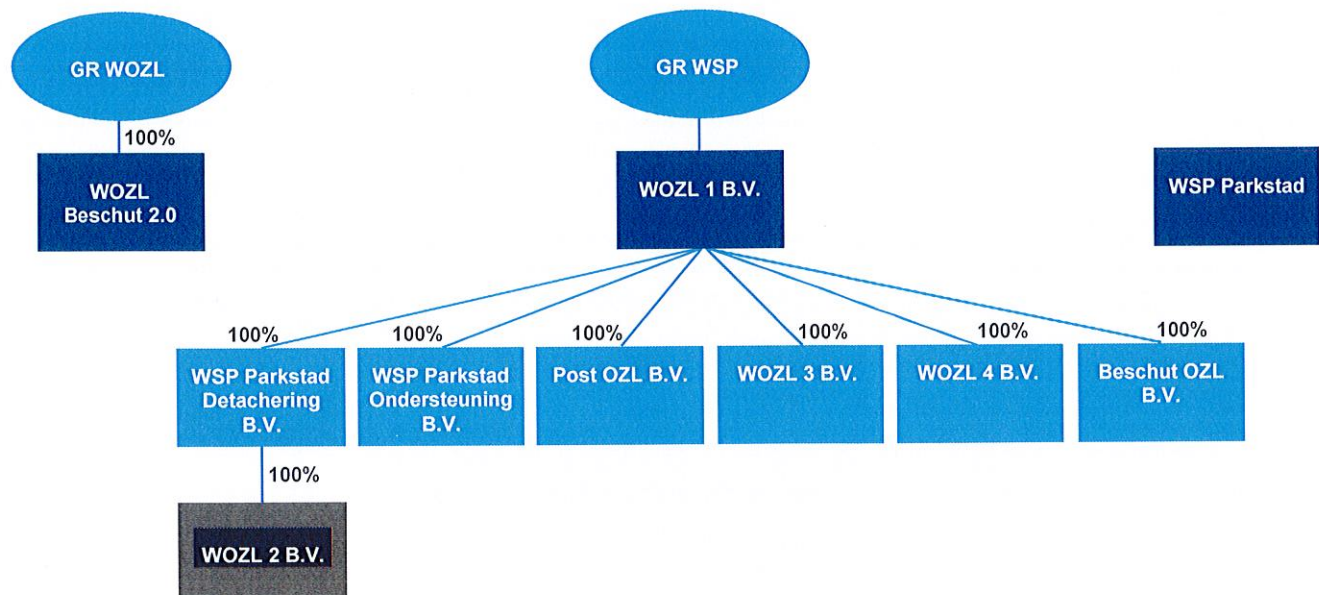 GR WOZL
GR WSP
100%
WOZL
Beschut 2.0
WOZL 1 B.V.
WSP Parkstad
100%
100%
100%
100%
100%
100%
WSP Parkstad
Detachering
B.V.
WSP Parkstad
Ondersteuning
B.V.
Post OZL B.V.
WOZL 3 B.V.
WOZL 4 B.V.
Beschut OZL
B.V.
100%
WOZL 2 B.V.